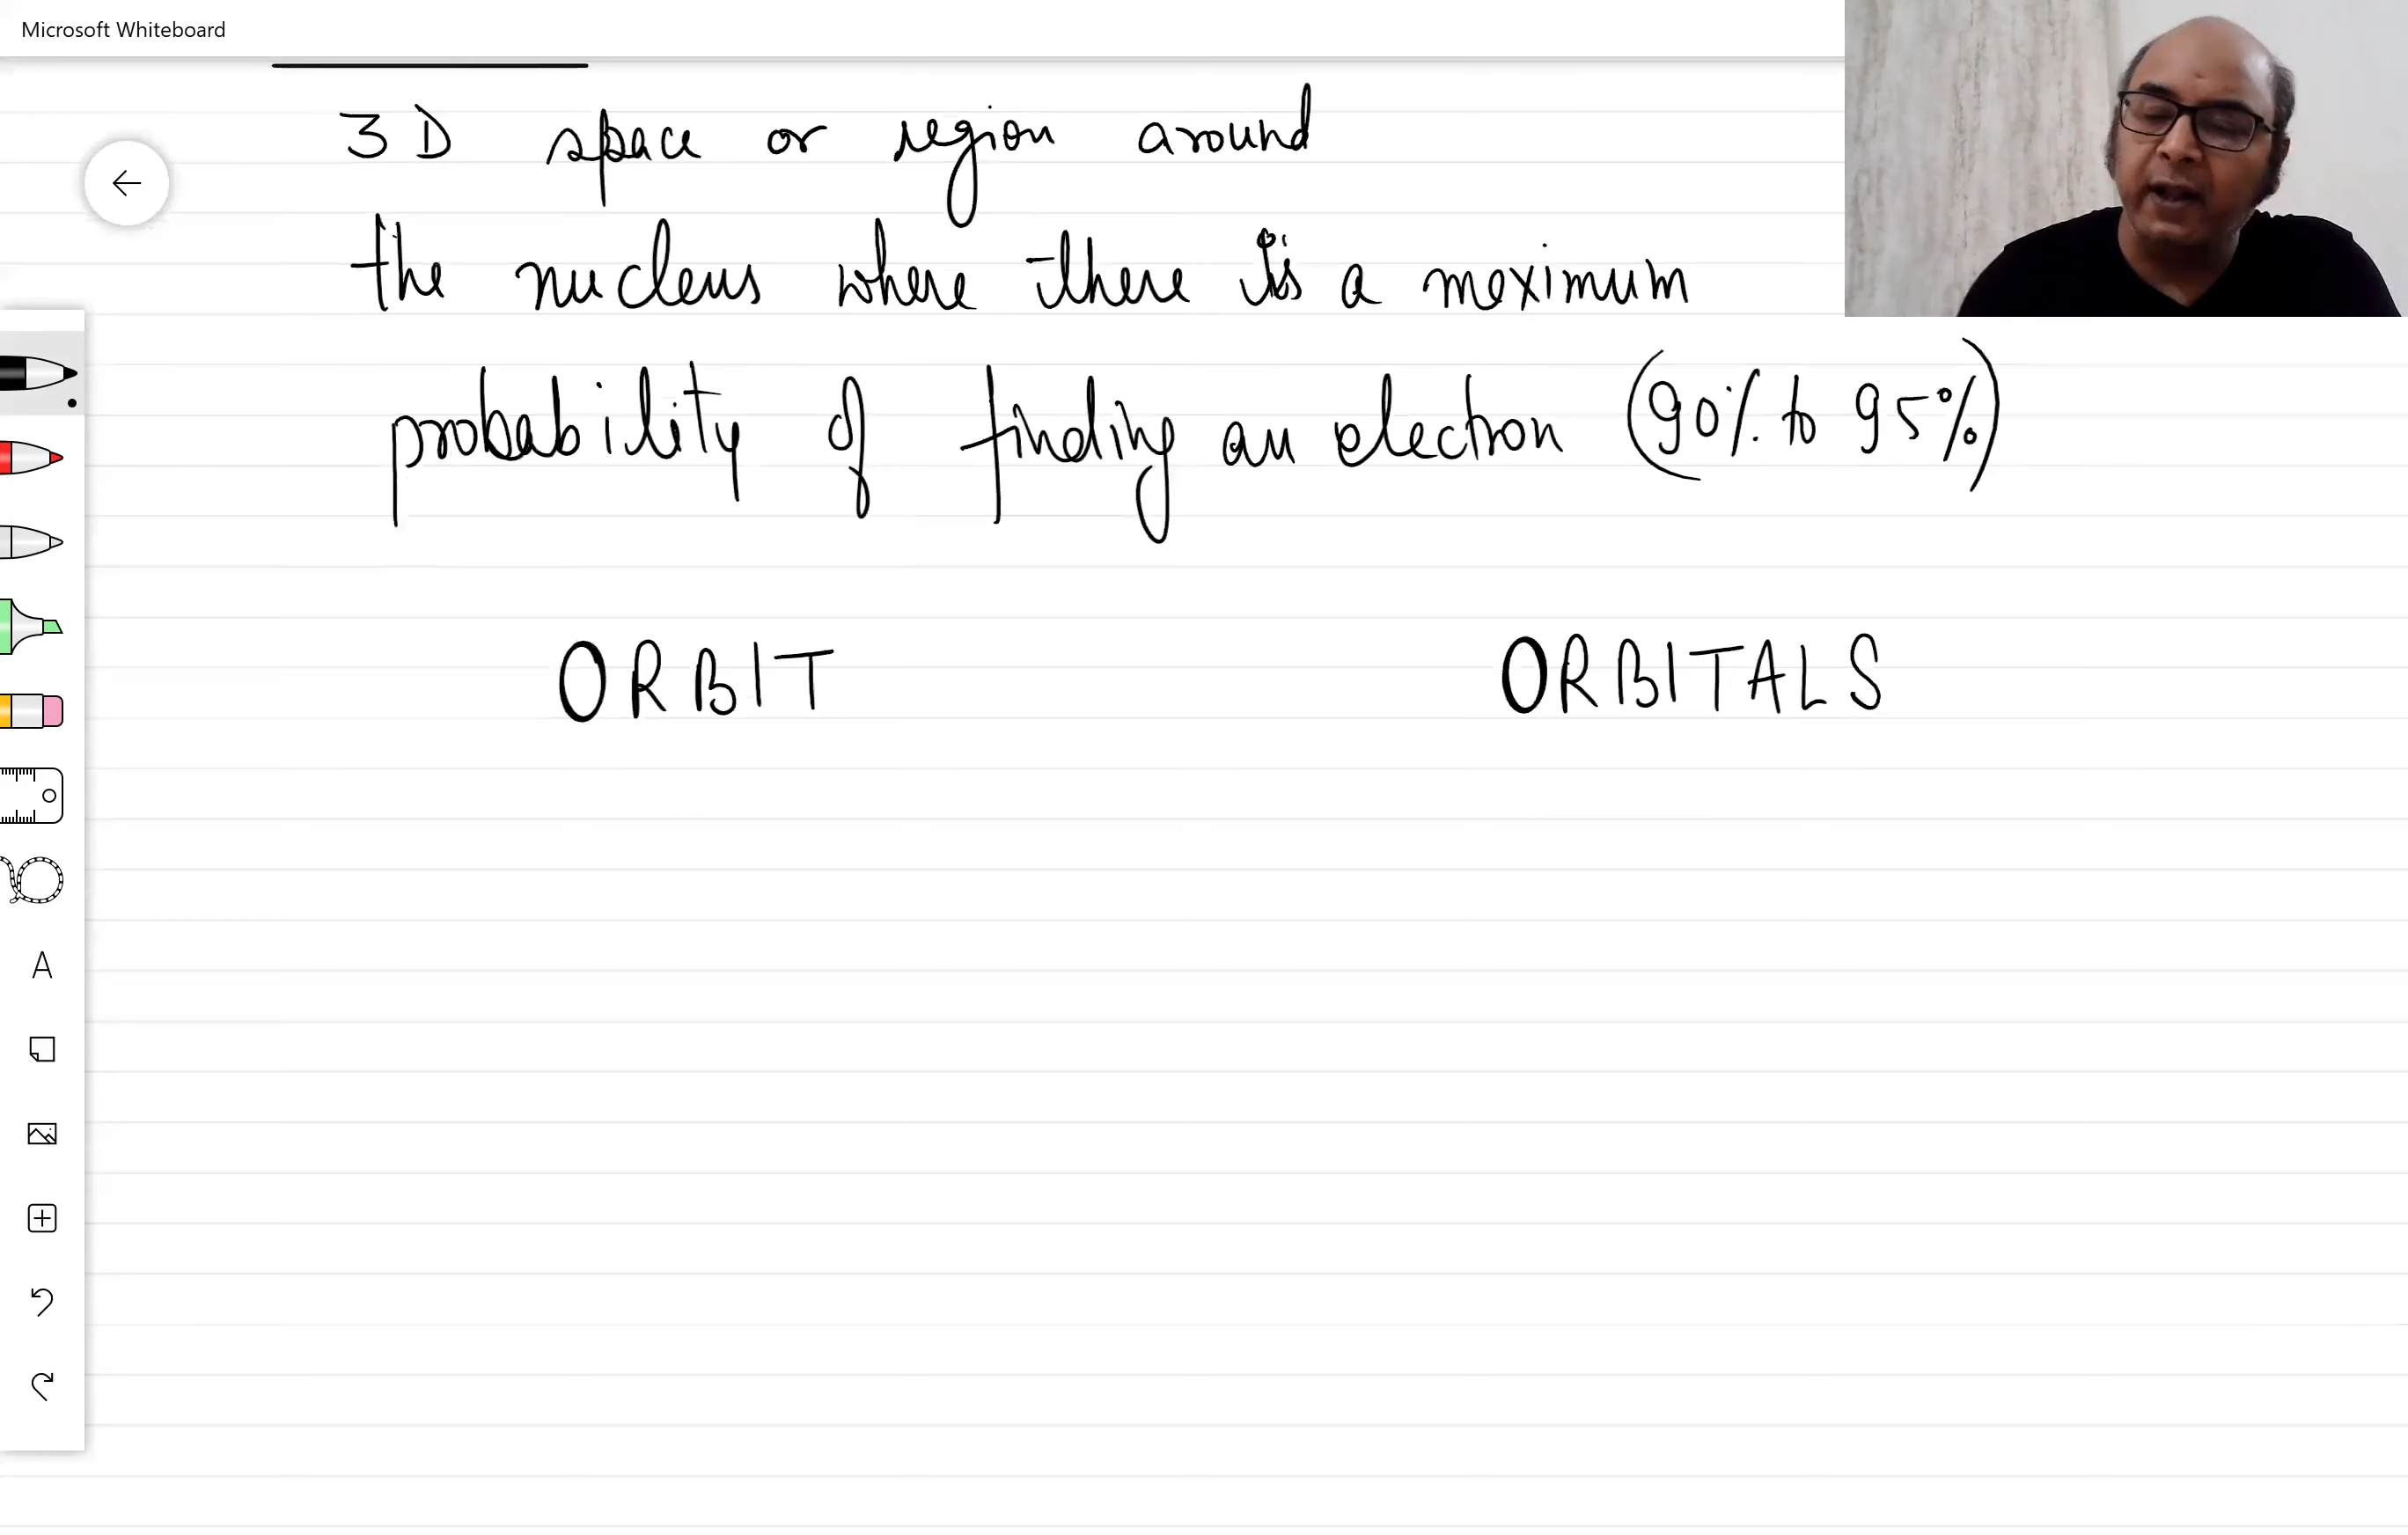 Microsoft Whiteboard
3D space or region around
the nucleus where there is a maximum
probability of finding an electron (90% to 95%)
ORBIT ORBITALS
A